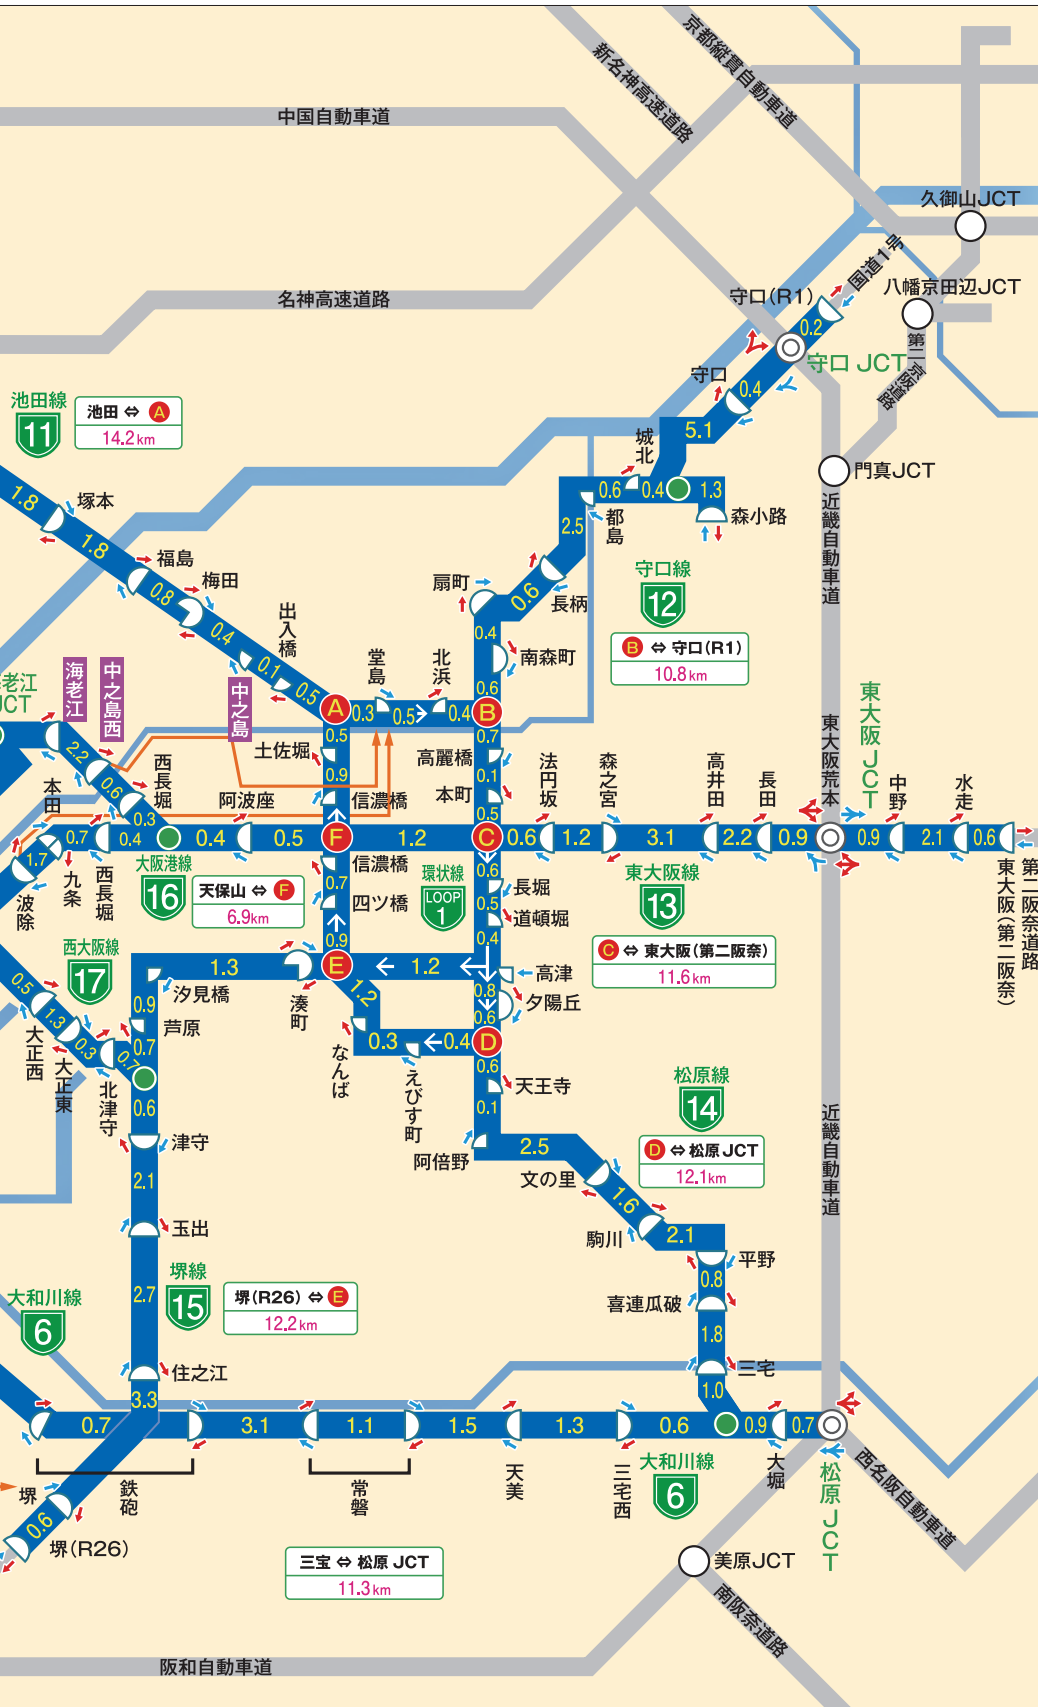 京都縦貫自動車道
新名神高速道路
中国自動車道
久御山JCT
国道1号
八幡京田辺JCT
名神高速道路
守口(R1)
0.2
第二京阪道路
守口 JCT
守口
0.4
池田線
11
池田 ⇔ A
14.2km
5.1
城北
門真JCT
1.8
塚本
0.6
0.4
1.3
森小路
都島
近畿自動車道
1.8
2.5
福島
守口線
12
梅田
扇町
0.8
0.6
長柄
出入橋
0.4
0.4
南森町
B ⇔ 守口(R1)
10.8km
堂島
北浜
海老江
中之島西
中之島
老江
JCT
0.1
0.5
0.6
A
0.3
0.5
0.4
B
東大阪JCT
東大阪荒本
土佐堀
0.5
0.7
高麗橋
2.2
西長堀
0.9
0.1
本町
法円坂
森之宮
高井田
長田
中野
水走
本田
0.6
阿波座
信濃橋
0.5
0.3
0.7
0.4
0.4
0.5
F
1.2
C
0.6
1.2
3.1
2.2
0.9
0.9
2.1
0.6
1.7
九条
西長堀
大阪港線
16
天保山 ⇔ F
6.9km
信濃橋
0.7
四ツ橋
環状線
LOOP
1
0.6
長堀
0.5
道頓堀
東大阪線
13
東大阪(第二阪奈)
第二阪奈道路
波除
0.9
0.4
C ⇔ 東大阪(第二阪奈)
11.6km
西大阪線
17
1.3
E
1.2
高津
汐見橋
湊町
0.5
0.9
1.2
0.8
夕陽丘
大正西
1.3
芦原
0.6
大正東
0.3
0.7
0.7
なんば
0.3
えびす町
0.4
D
北津守
0.6
0.6
天王寺
松原線
14
津守
0.1
近畿自動車道
阿倍野
2.5
D ⇔ 松原 JCT
12.1km
2.1
文の里
1.6
玉出
駒川
2.1
平野
堺線
15
2.7
堺(R26) ⇔ E
12.2km
0.8
大和川線
6
喜連瓜破
1.8
住之江
三宅
3.3
1.0
0.7
3.1
1.1
1.5
1.3
0.6
0.9
0.7
堺
鉄砲
常磐
天美
三宅西
大和川線
6
大堀
松原JCT
西名阪自動車道
0.6
堺(R26)
三宝 ⇔ 松原 JCT
11.3km
美原JCT
南阪奈道路
阪和自動車道